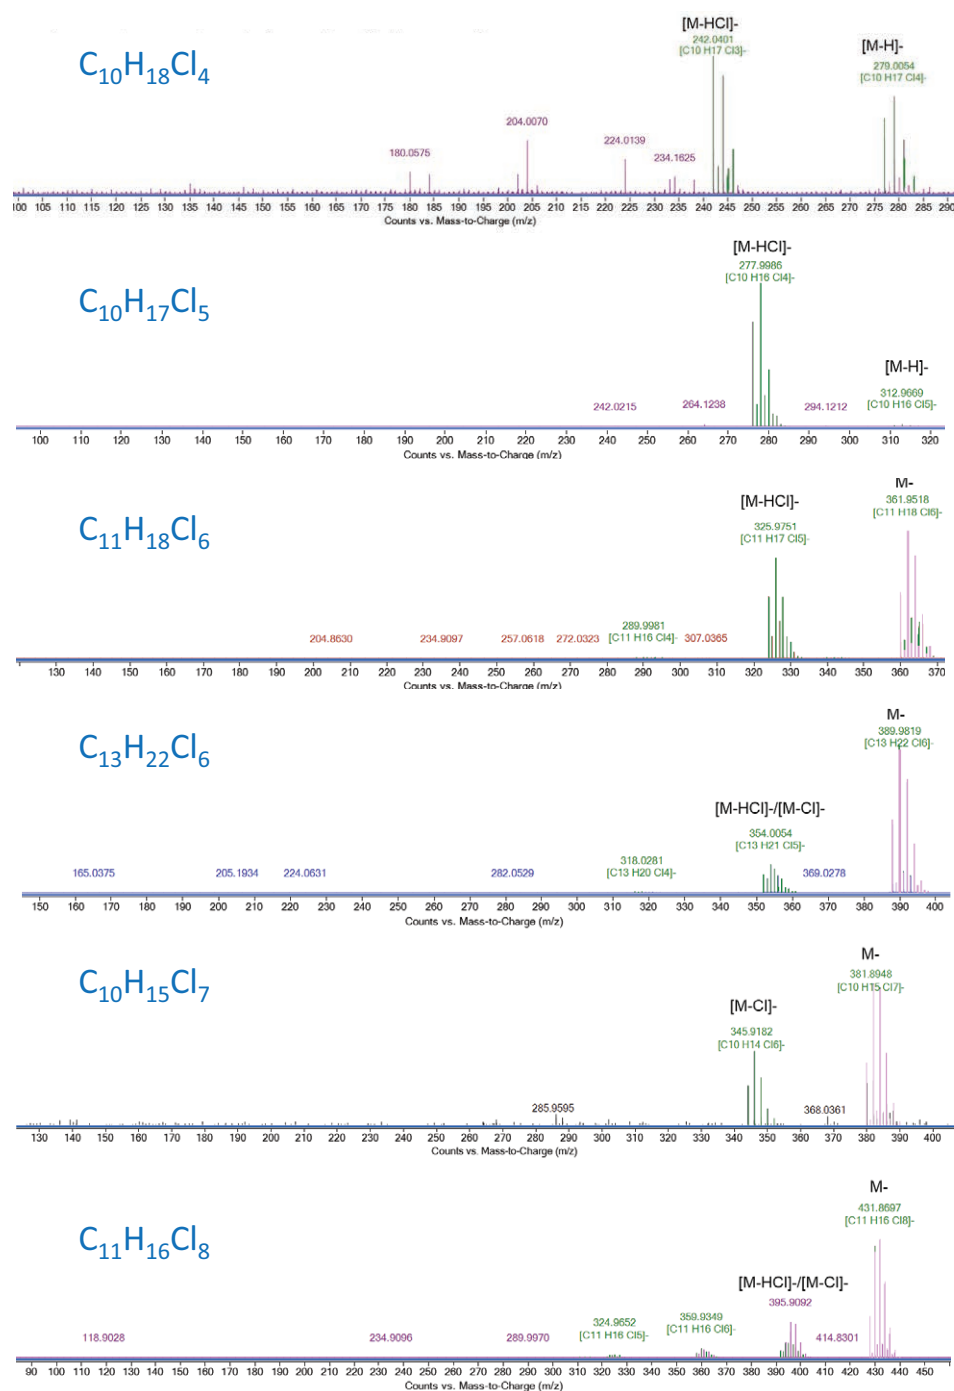 [M-HCl]-
242.0401
[C10 H17 Cl3]-
[M-H]-
279.0054
[C10 H17 Cl4]-
C10H18Cl4
204.0070
180.0575
224.0139
234.1625
100 105 110 115 120 125 130 135 140 145 150 155 160 165 170 175 180 185 190 195 200 205 210 215 220 225 230 235 240 245 250 255 260 265 270 275 280 285 290
Counts vs. Mass-to-Charge (m/z)
[M-HCl]-
277.9986
[C10 H16 Cl4]-
C10H17Cl5
[M-H]-
312.9669
[C10 H16 Cl5]-
242.0215
264.1238
294.1212
100 110 120 130 140 150 160 170 180 190 200 210 220 230 240 250 260 270 280 290 300 310 320
Counts vs. Mass-to-Charge (m/z)
M-
361.9518
[C11 H18 Cl6]-
[M-HCl]-
325.9751
[C11 H17 Cl5]-
C11H18Cl6
204.8630
234.9097
257.0618
272.0323
289.9981
[C11 H16 Cl4]-
307.0365
130 140 150 160 170 180 190 200 210 220 230 240 250 260 270 280 290 300 310 320 330 340 350 360 370
Counts vs. Mass-to-Charge (m/z)
M-
389.9819
[C13 H22 Cl6]-
C13H22Cl6
[M-HCl]-/[M-Cl]-
354.0054
[C13 H21 Cl5]-
318.0281
[C13 H20 Cl4]-
165.0375
205.1934
224.0631
282.0529
369.0278
150 160 170 180 190 200 210 220 230 240 250 260 270 280 290 300 310 320 330 340 350 360 370 380 390 400
Counts vs. Mass-to-Charge (m/z)
M-
381.8948
[C10 H15 Cl7]-
C10H15Cl7
[M-Cl]-
345.9182
[C10 H14 Cl6]-
285.9595
368.0361
130 140 150 160 170 180 190 200 210 220 230 240 250 260 270 280 290 300 310 320 330 340 350 360 370 380 390 400
Counts vs. Mass-to-Charge (m/z)
M-
431.8697
[C11 H16 Cl8]-
C11H16Cl8
[M-HCl]-/[M-Cl]-
395.9092
359.9349
[C11 H16 Cl6]-
324.9652
[C11 H16 Cl5]-
118.9028
234.9096
289.9970
414.8301
90 100 110 120 130 140 150 160 170 180 190 200 210 220 230 240 250 260 270 280 290 300 310 320 330 340 350 360 370 380 390 400 410 420 430 440 450
Counts vs. Mass-to-Charge (m/z)